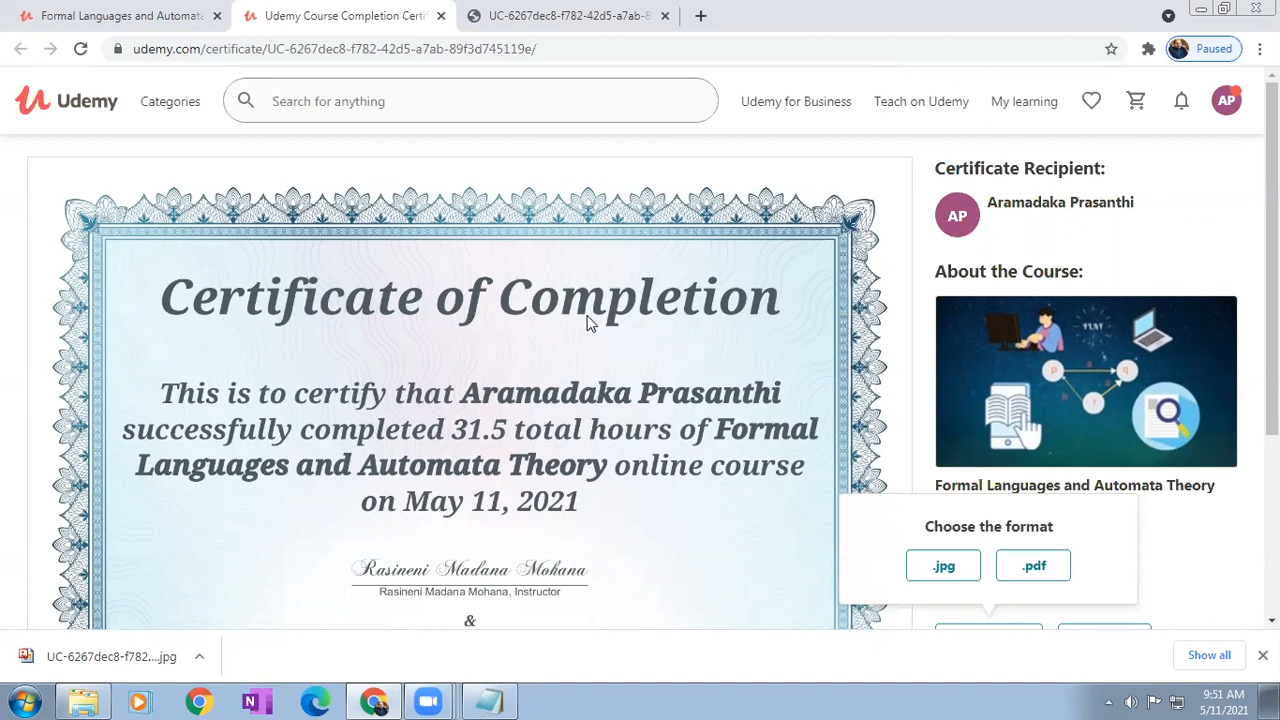 Formal Languages and Automata
Udemy Course Completion Certi
UC-6267dec8-f782-42d5-a7ab-8
udemy.com/certificate/UC-6267dec8-f782-42d5-a7ab-89f3d745119e/
Paused
Udemy
Categories
Search for anything
Udemy for Business
Teach on Udemy
My learning
AP
Certificate of Completion
This is to certify that Aramadaka Prasanthi
successfully completed 31.5 total hours of Formal
Languages and Automata Theory online course
on May 11, 2021
Rasineni Madana Mohana
Rasineni Madana Mohana, Instructor
&
Certificate Recipient:
AP
Aramadaka Prasanthi
About the Course:
p
a
q
a
b
r
Formal Languages and Automata Theory
Choose the format
.jpg
.pdf
UC-6267dec8-f782....jpg
Show all
N
9:51 AM
5/11/2021